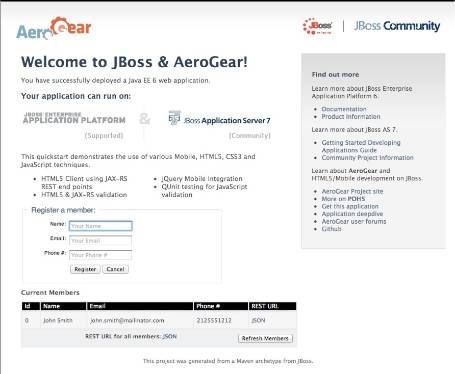 AeroGear
JBoss
JBoss Community
Welcome to JBoss & AeroGear!
You have successfully deployed a Java EE 6 web application.
Your application can run on:
JBOSS ENTERPRISE
APPLICATION PLATFORM
(Supported)
&
JBoss Application Server 7
(Community)
This quickstart demonstrates the use of various Mobile, HTML5, CSS3 and
JavaScript techniques.
HTML5 Client using JAX-RS
REST end points
HTML5 & JAX-RS validation
jQuery Mobile Integration
QUnit testing for JavaScript
validation
Register a member:
Name: Your Name
Email: Your Email
Phone #: Your Phone #
Register Cancel
Current Members
Id Name Email Phone # REST URL
0 John Smith john.smith@mailinator.com 2125551212 JSON
REST URL for all members: JSON
Refresh Members
Find out more
Learn more about JBoss Enterprise
Application Platform 6.
Documentation
Product Information
Learn more about JBoss AS 7.
Getting Started Developing
Applications Guide
Community Project Information
Learn about AeroGear and
HTML5/Mobile development on JBoss.
AeroGear Project site
More on POH5
Get this application
Application deepdive
AeroGear user forums
Github
This project was generated from a Maven archetype from JBoss.